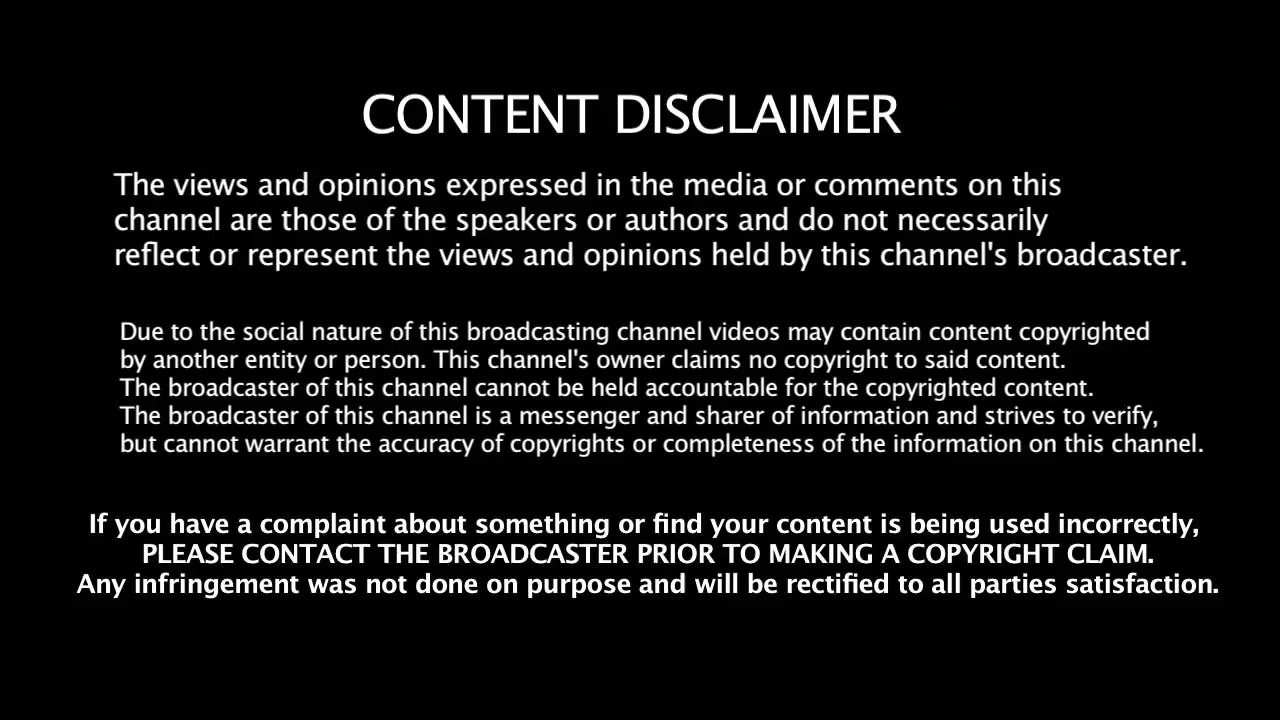 CONTENT DISCLAIMER
The views and opinions expressed in the media or comments on this
channel are those of the speakers or authors and do not necessarily
reflect or represent the views and opinions held by this channel's broadcaster.
Due to the social nature of this broadcasting channel videos may contain content copyrighted
by another entity or person. This channel's owner claims no copyright to said content.
The broadcaster of this channel cannot be held accountable for the copyrighted content.
The broadcaster of this channel is a messenger and sharer of information and strives to verify,
but cannot warrant the accuracy of copyrights or completeness of the information on this channel.
If you have a complaint about something or find your content is being used incorrectly,
PLEASE CONTACT THE BROADCASTER PRIOR TO MAKING A COPYRIGHT CLAIM.
Any infringement was not done on purpose and will be rectified to all parties satisfaction.